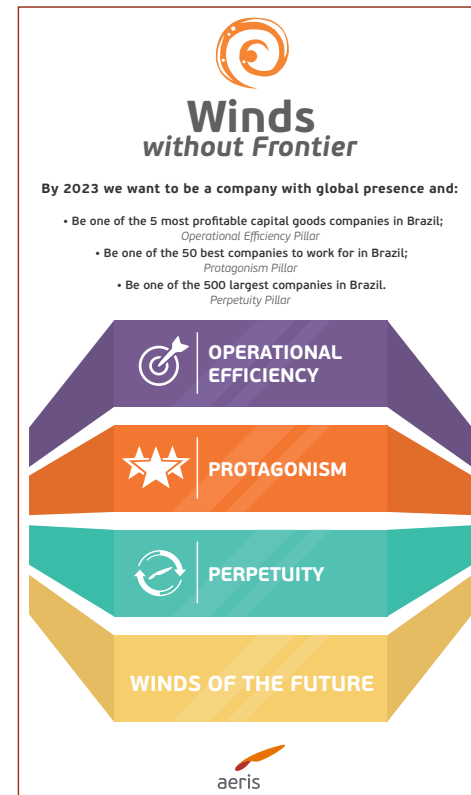 Winds
without Frontier
By 2023 we want to be a company with global presence and:
• Be one of the 5 most profitable capital goods companies in Brazil;
Operational Efficiency Pillar
• Be one of the 50 best companies to work for in Brazil;
Protagonism Pillar
• Be one of the 500 largest companies in Brazil.
Perpetuity Pillar
OPERATIONAL
EFFICIENCY
PROTAGONISM
PERPETUITY
WINDS OF THE FUTURE
aeris